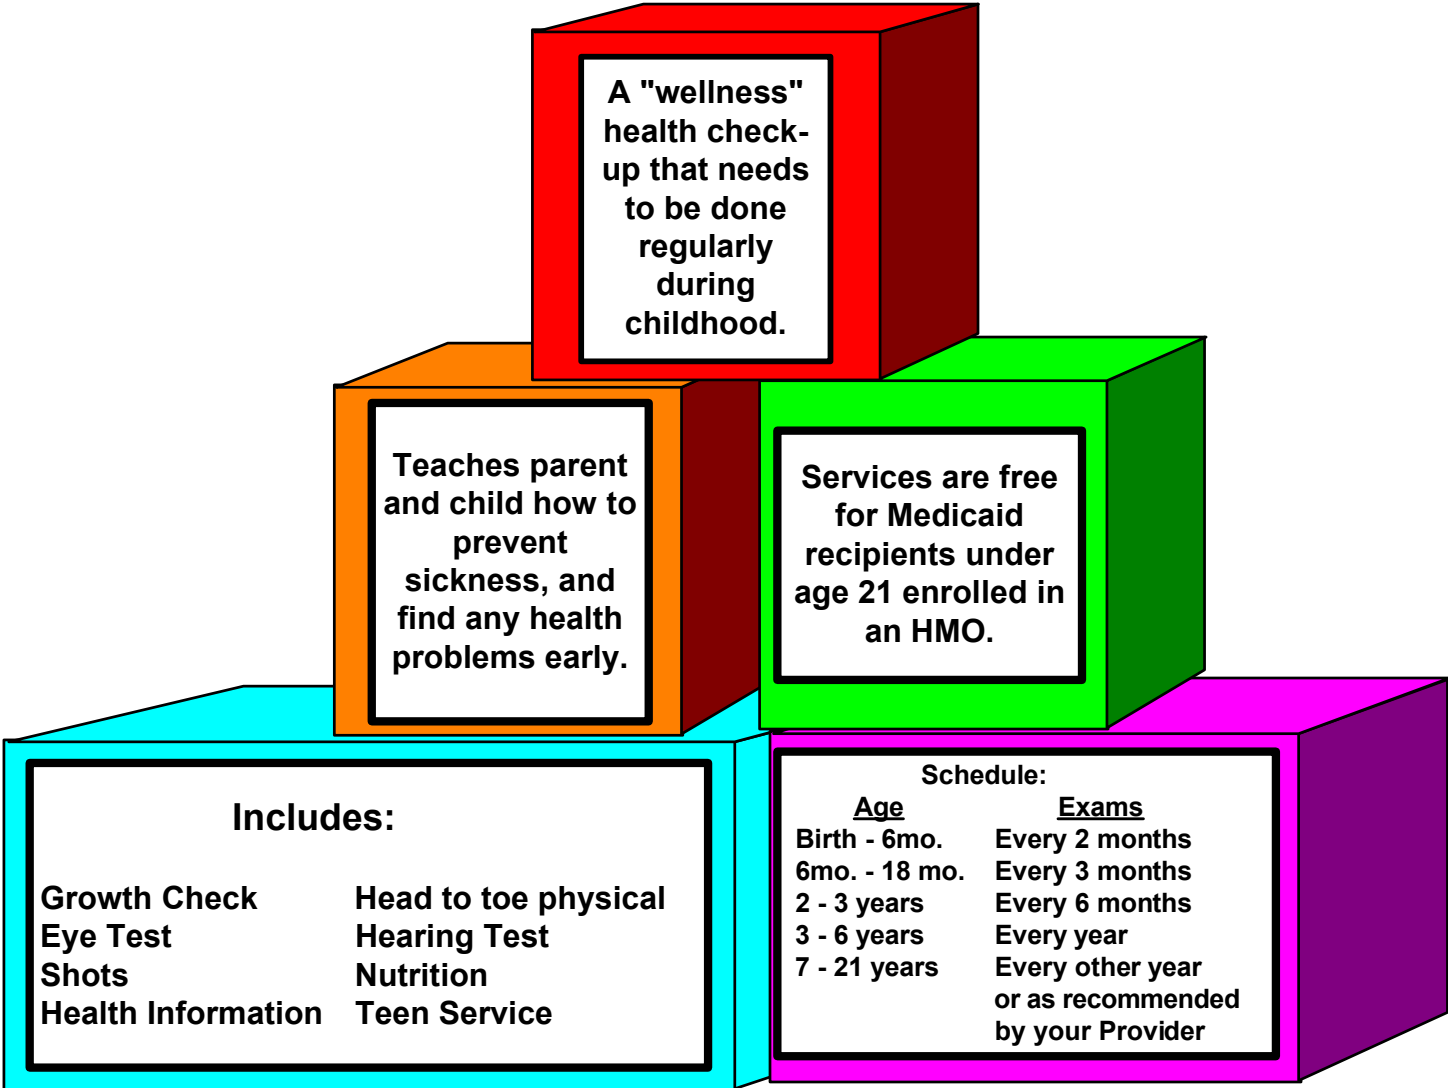 A "wellness"
health check-
up that needs
to be done
regularly
during
childhood.
Teaches parent
and child how to
prevent
sickness, and
find any health
problems early.
Services are free
for Medicaid
recipients under
age 21 enrolled in
an HMO.
Includes:
Growth Check Head to toe physical
Eye Test Hearing Test
Shots Nutrition
Health Information Teen Service
Schedule:
Age Exams
Birth - 6mo. Every 2 months
6mo. - 18 mo. Every 3 months
2 - 3 years Every 6 months
3 - 6 years Every year
7 - 21 years Every other year
or as recommended
by your Provider